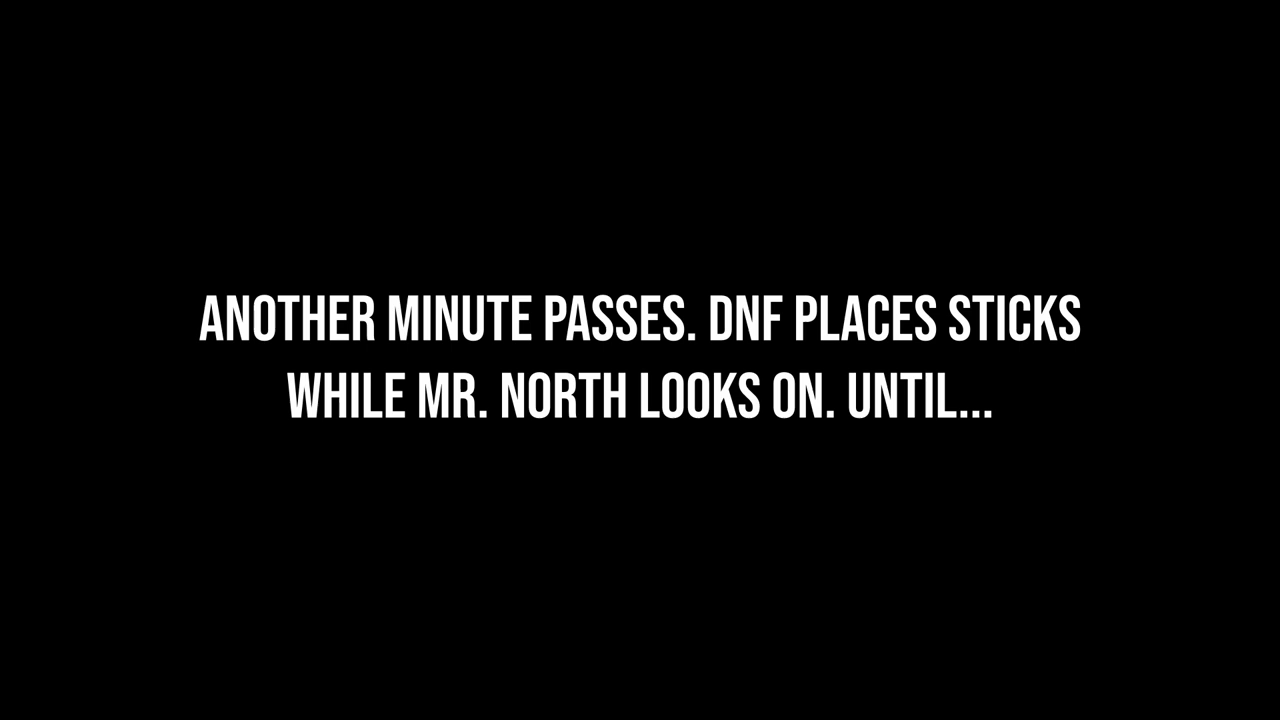 ANOTHER MINUTE PASSES. DNF PLACES STICKS
WHILE MR. NORTH LOOKS ON. UNTIL...